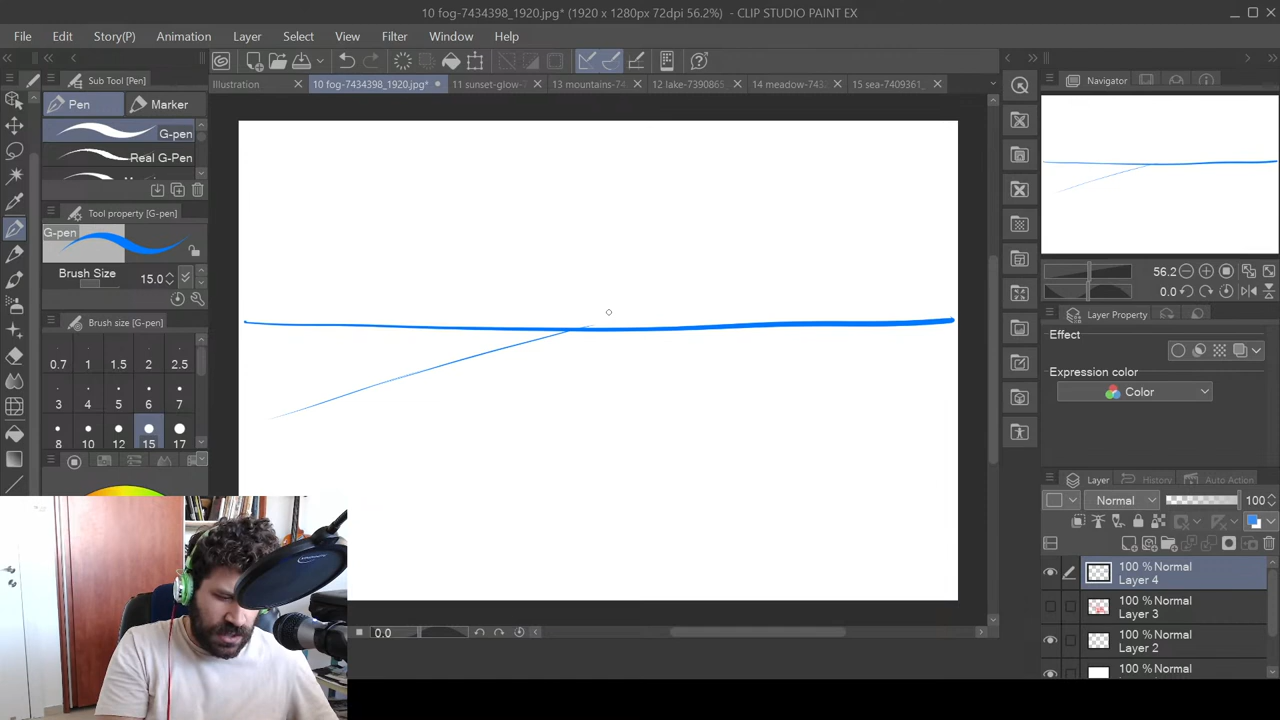 10 fog-7434398_1920.jpg* (1920 x 1280px 72dpi 56.2%) - CLIP STUDIO PAINT EX
File Edit Story(P) Animation Layer Select View Filter Window Help
Sub Tool [Pen]
Illustration 10 fog-7434398_1920.jpg* 11 sunset-glow- 13 mountains-74 12 lake-7390865 14 meadow-743 15 sea-7409361_
Navigator
Pen Marker
G-pen
Real G-Pen
Tool property [G-pen]
G-pen
Brush Size 15.0
56.2
0.0
Brush size [G-pen]
Layer Property
Effect
0.7 1 1.5 2 2.5
Expression color
Color
3 4 5 6 7
8 10 12 15 17
Layer History Auto Action
Normal 100
100 % Normal
Layer 4
100 % Normal
Layer 3
100 % Normal
Layer 2
100 % Normal
0.0